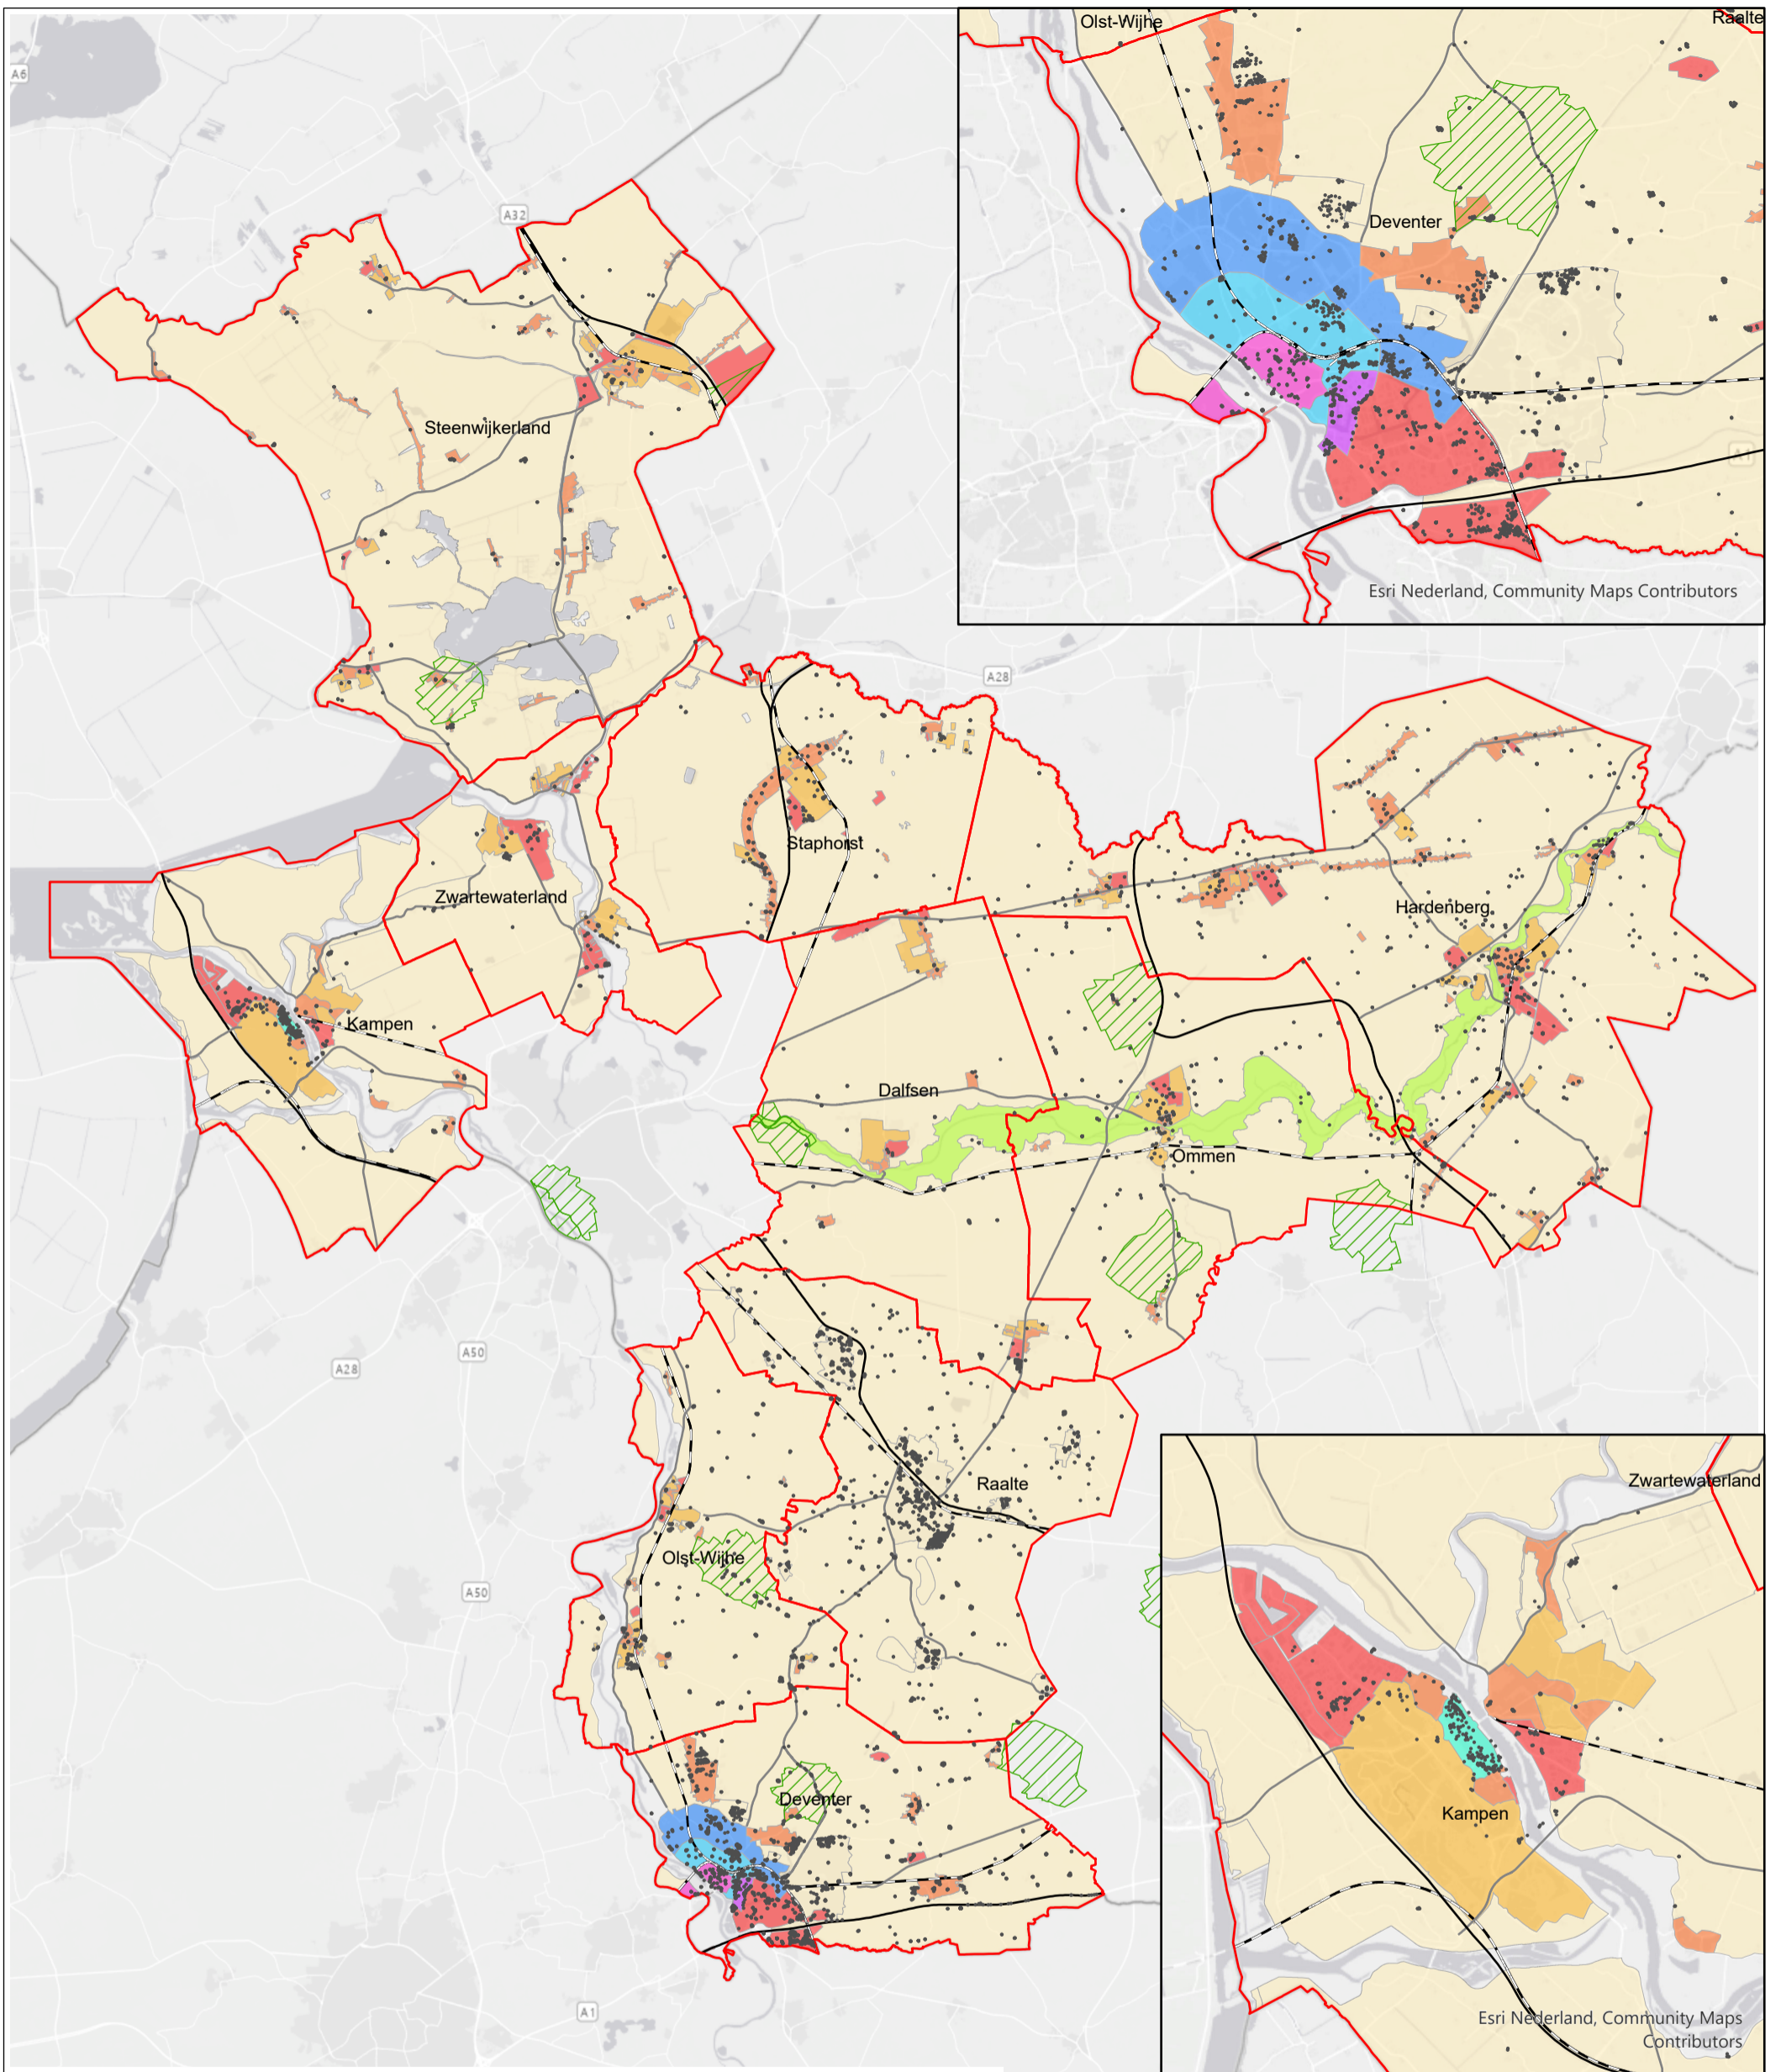 Olst-Wijhe
Raalte
A6
A32
Deventer
Steenwijkerland
A1
Esri Nederland, Community Maps Contributors
A28
Staphorst
Zwartewaterland
Hardenberg
Kampen
Dalfsen
Ommen
A50
A28
Raalte
Zwartewaterland
Olst-Wijhe
A50
Deventer
Kampen
A1
Esri Nederland, Community Maps
Contributors